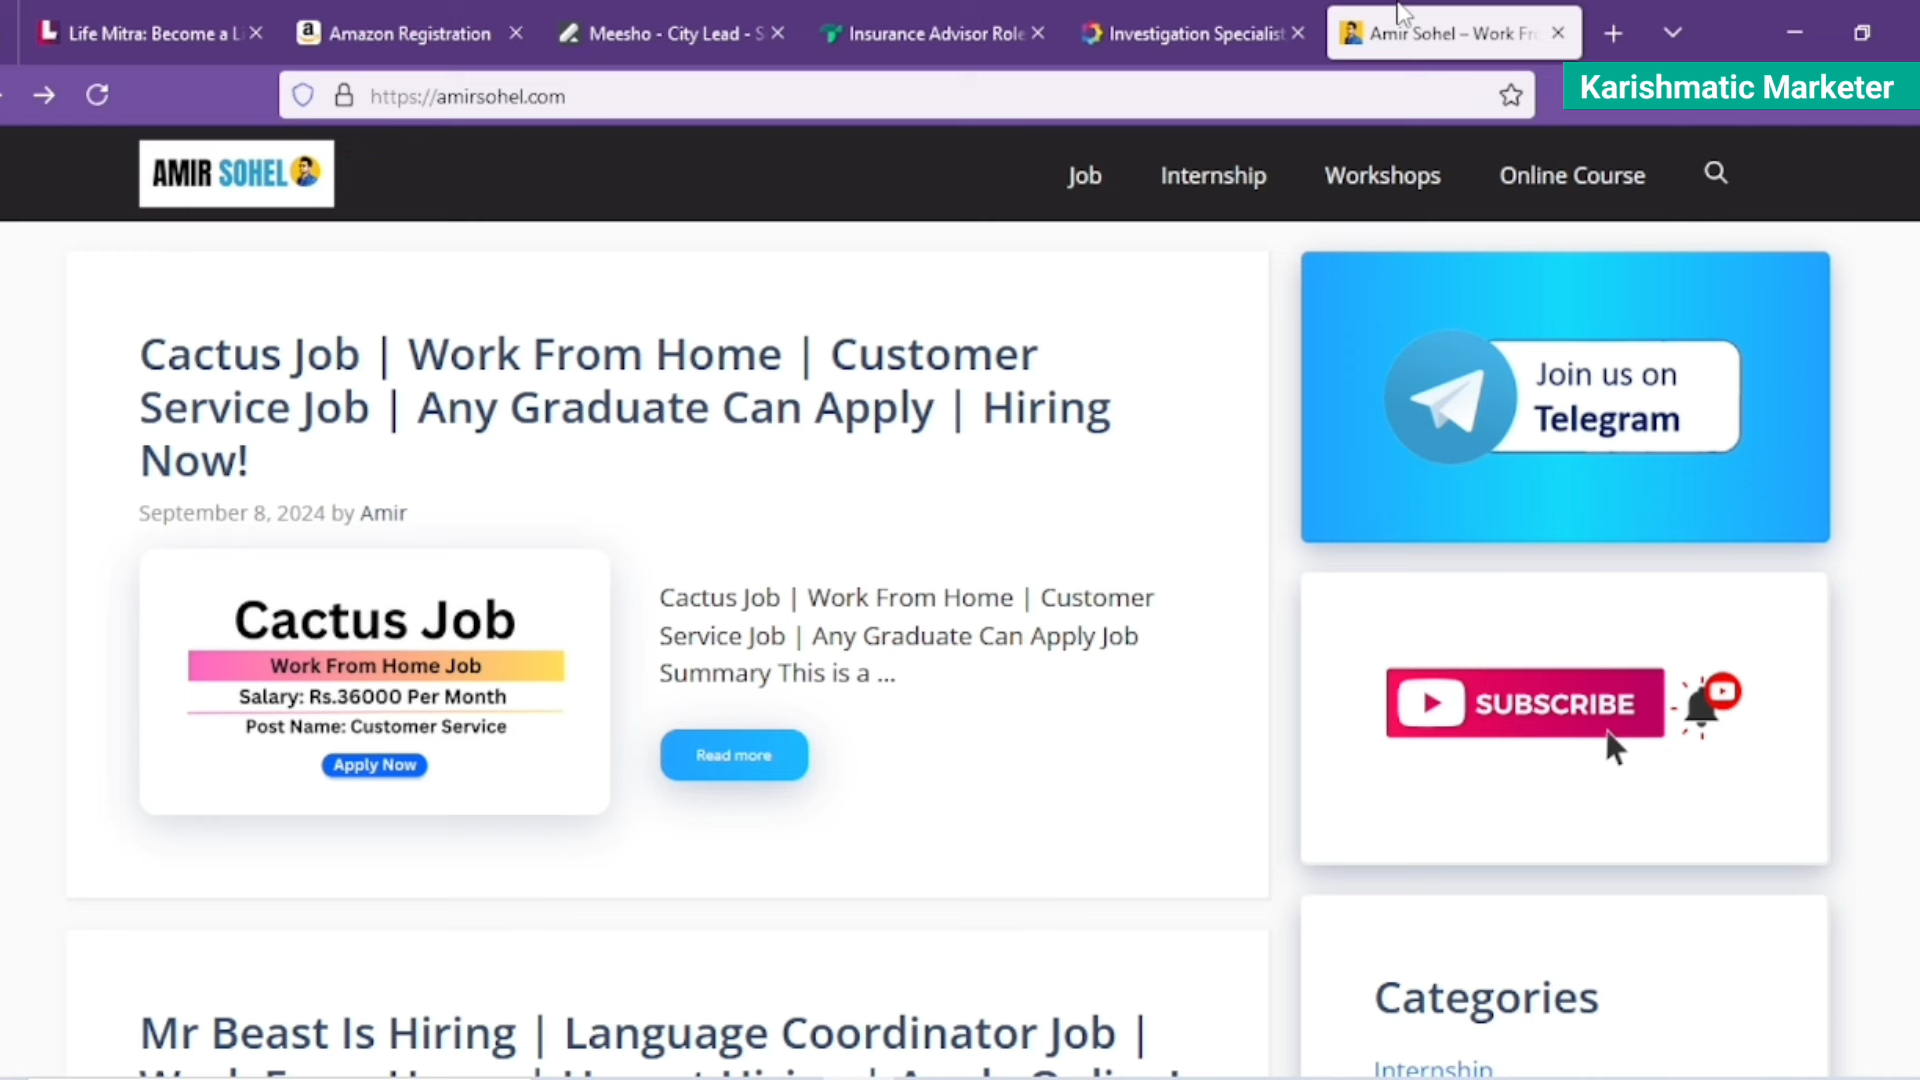 Life Mitra: Become a Li
Amazon Registration
Meesho - City Lead - S
Insurance Advisor Role
Investigation Specialist
Amir Sohel – Work Fr
https://amirsohel.com
Karishmatic Marketer
AMIR SOHEL
Job
Internship
Workshops
Online Course
Cactus Job | Work From Home | Customer
Service Job | Any Graduate Can Apply | Hiring
Now!
September 8, 2024 by Amir
Cactus Job
Work From Home Job
Salary: Rs.36000 Per Month
Post Name: Customer Service
Apply Now
Cactus Job | Work From Home | Customer
Service Job | Any Graduate Can Apply Job
Summary This is a ...
Read more
Join us on
Telegram
SUBSCRIBE
Categories
Internship
Mr Beast Is Hiring | Language Coordinator Job |